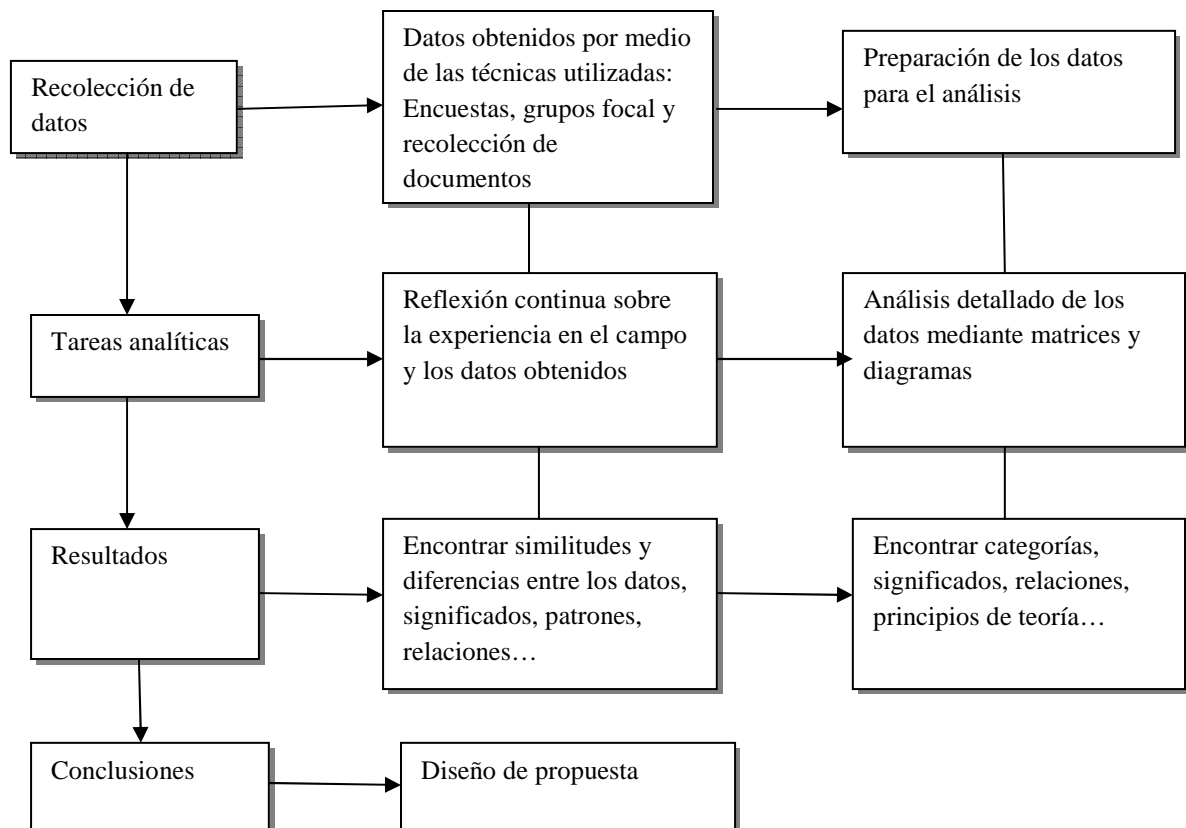 Recolección de
datos
Datos obtenidos por medio
de las técnicas utilizadas:
Encuestas, grupos focal y
recolección de
documentos
Preparación de los datos
para el análisis
Tareas analíticas
Reflexión continua sobre
la experiencia en el campo
y los datos obtenidos
Análisis detallado de los
datos mediante matrices y
diagramas
Resultados
Encontrar similitudes y
diferencias entre los datos,
significados, patrones,
relaciones…
Encontrar categorías,
significados, relaciones,
principios de teoría…
Conclusiones
Diseño de propuesta